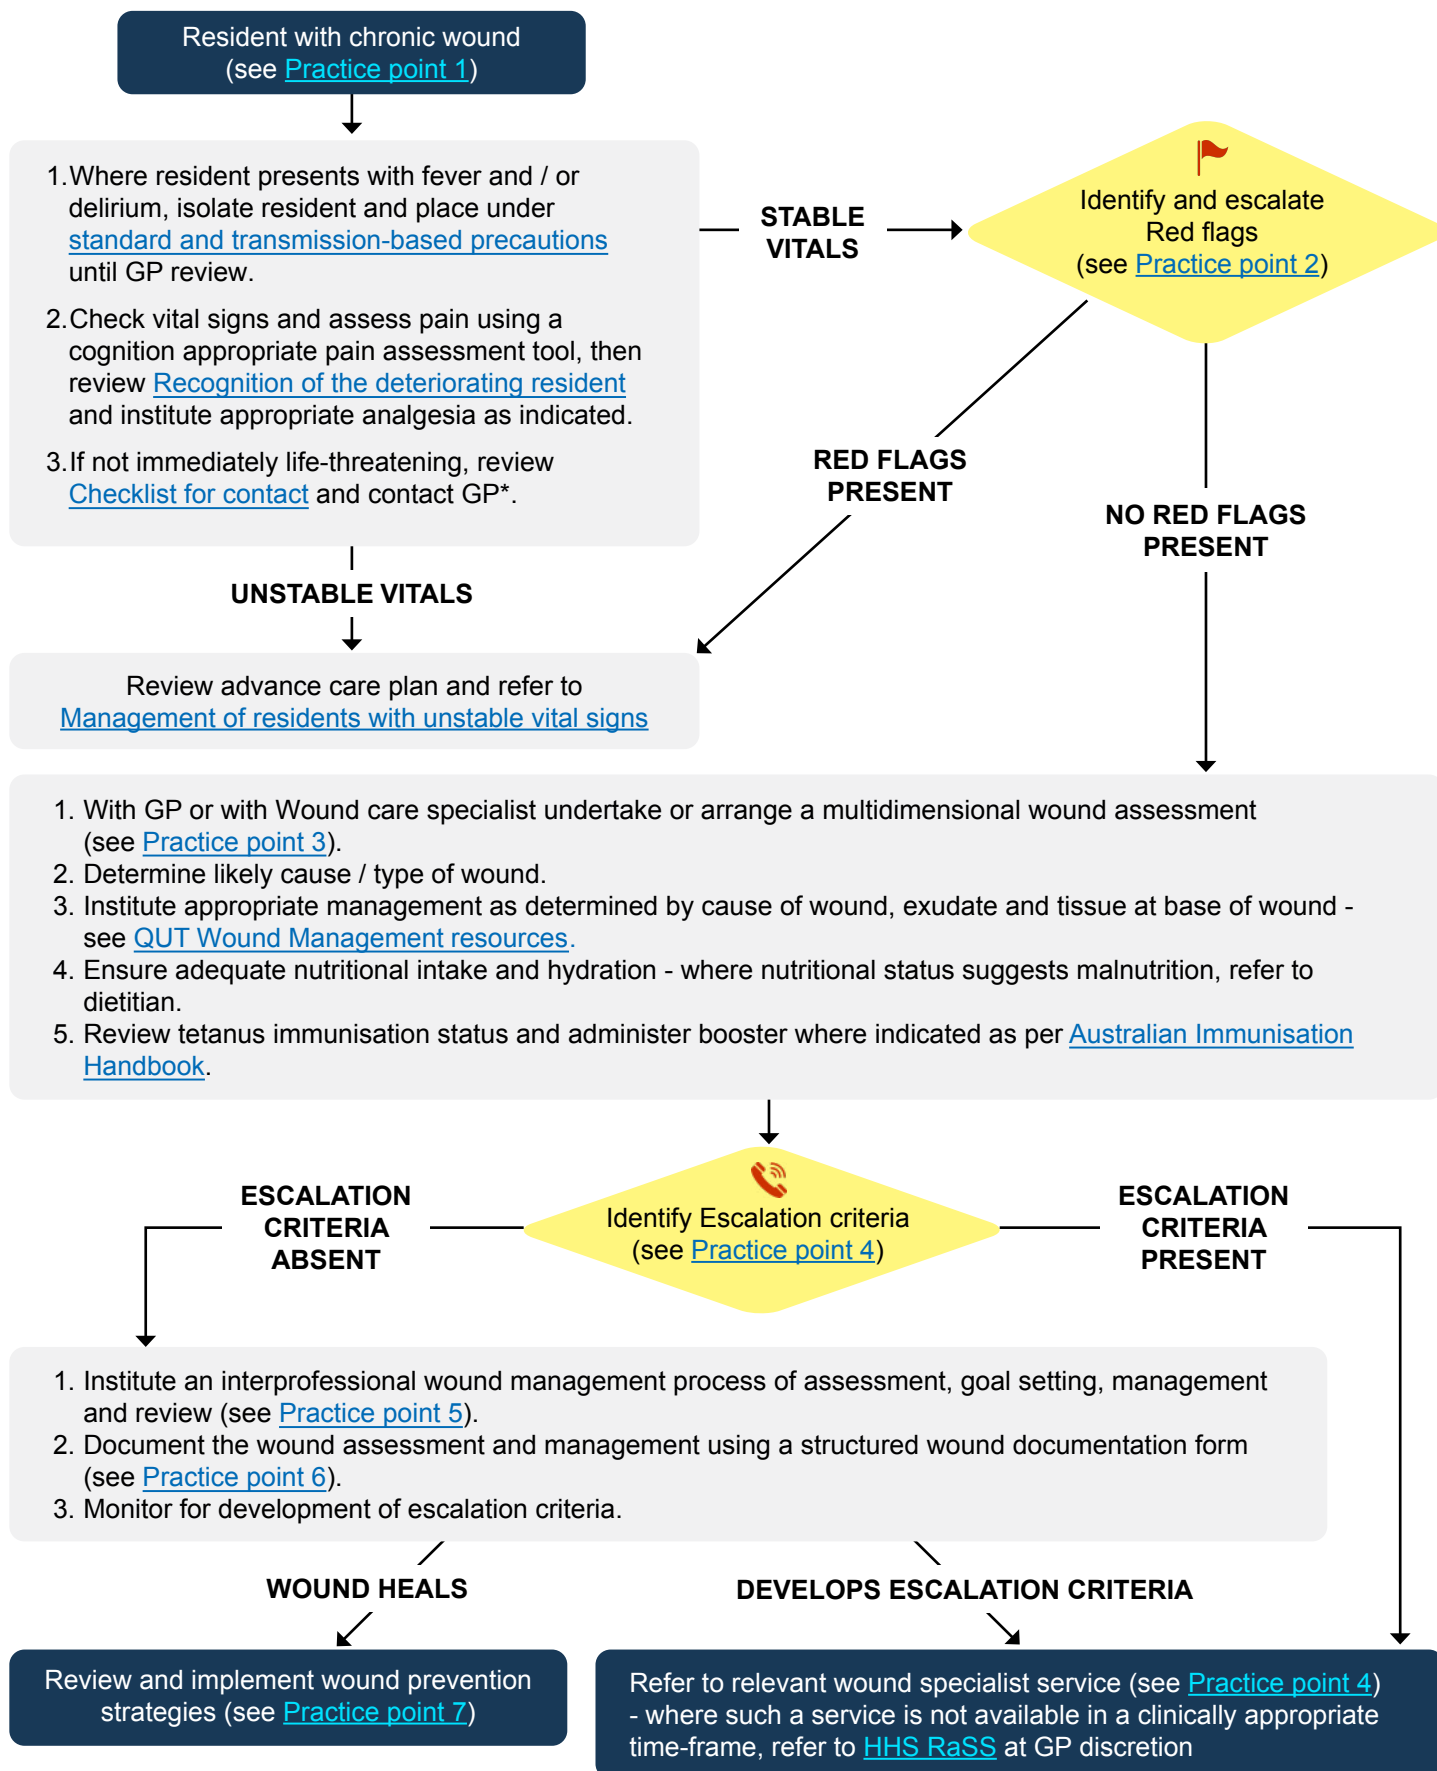 Resident with chronic wound
(see Practice point 1)
1.Where resident presents with fever and / or
delirium, isolate resident and place under
standard and transmission-based precautions
until GP review.
2.Check vital signs and assess pain using a
cognition appropriate pain assessment tool, then
review Recognition of the deteriorating resident
and institute appropriate analgesia as indicated.
3.If not immediately life-threatening, review
Checklist for contact and contact GP*.
STABLE
VITALS
Identify and escalate
Red flags
(see Practice point 2)
RED FLAGS
PRESENT
NO RED FLAGS
PRESENT
UNSTABLE VITALS
Review advance care plan and refer to
Management of residents with unstable vital signs
1. With GP or with Wound care specialist undertake or arrange a multidimensional wound assessment
(see Practice point 3).
2. Determine likely cause / type of wound.
3. Institute appropriate management as determined by cause of wound, exudate and tissue at base of wound -
see QUT Wound Management resources.
4. Ensure adequate nutritional intake and hydration - where nutritional status suggests malnutrition, refer to
dietitian.
5. Review tetanus immunisation status and administer booster where indicated as per Australian Immunisation
Handbook.
ESCALATION
CRITERIA
ABSENT
Identify Escalation criteria
(see Practice point 4)
ESCALATION
CRITERIA
PRESENT
1. Institute an interprofessional wound management process of assessment, goal setting, management
and review (see Practice point 5).
2. Document the wound assessment and management using a structured wound documentation form
(see Practice point 6).
3. Monitor for development of escalation criteria.
WOUND HEALS
DEVELOPS ESCALATION CRITERIA
Review and implement wound prevention
strategies (see Practice point 7)
Refer to relevant wound specialist service (see Practice point 4)
- where such a service is not available in a clinically appropriate
time-frame, refer to HHS RaSS at GP discretion